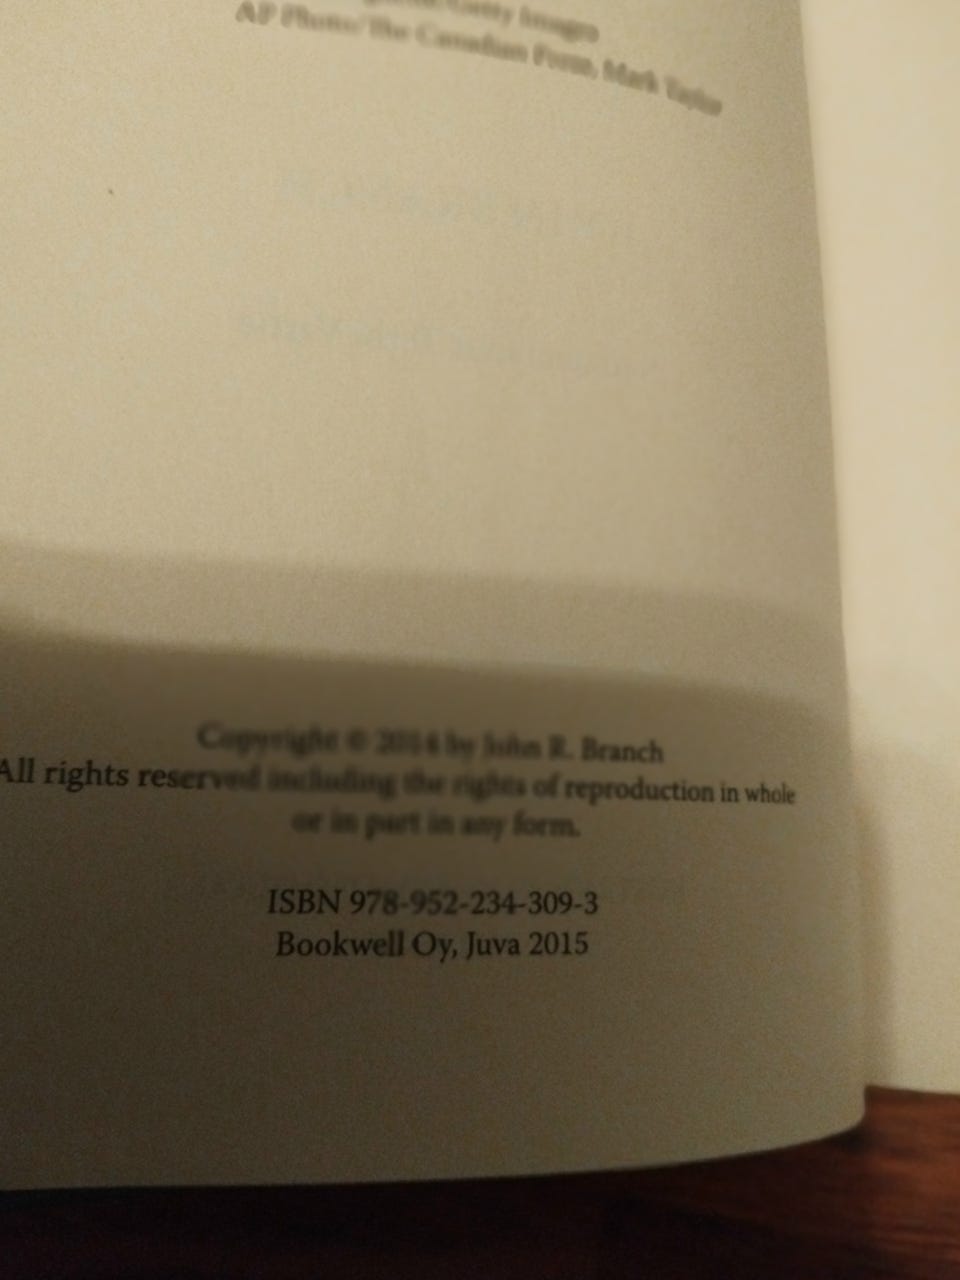 /Getty Images
AP Photo/The Canadian Press, Mark Taylor
Copyright © 2014 by John R. Branch
All rights reserved including the rights of reproduction in whole
or in part in any form.
ISBN 978-952-234-309-3
Bookwell Oy, Juva 2015